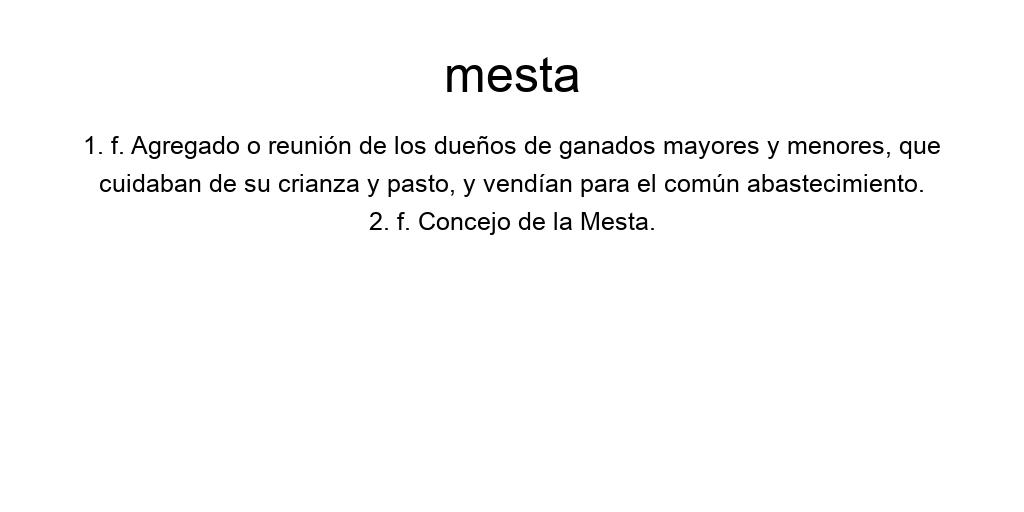 mesta
1. f. Agregado o reunión de los dueños de ganados mayores y menores, que
cuidaban de su crianza y pasto, y vendían para el común abastecimiento.
2. f. Concejo de la Mesta.